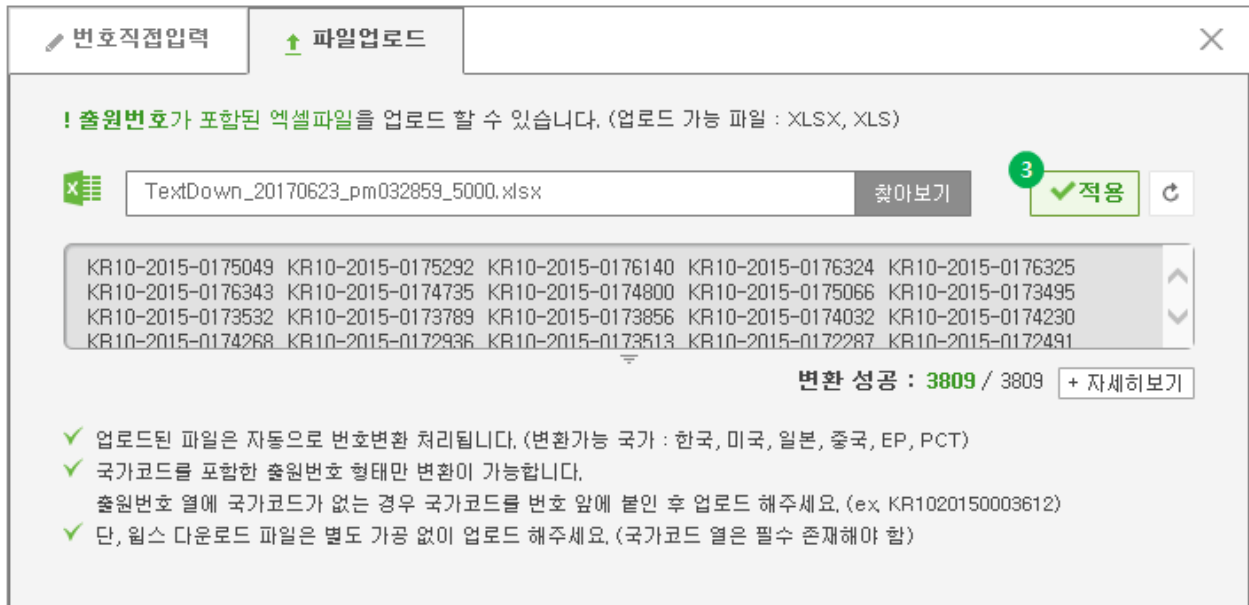 번호직접입력 파일업로드
! 출원번호가 포함된 엑셀파일을 업로드 할 수 있습니다. (업로드 가능 파일 : XLSX, XLS)
TextDown_20170623_pm032859_5000.xlsx 찾아보기 3 적용
KR10-2015-0175049 KR10-2015-0175292 KR10-2015-0176140 KR10-2015-0176324 KR10-2015-0176325
KR10-2015-0176343 KR10-2015-0174735 KR10-2015-0174800 KR10-2015-0175066 KR10-2015-0173495
KR10-2015-0173532 KR10-2015-0173789 KR10-2015-0173856 KR10-2015-0174032 KR10-2015-0174230
KR10-2015-0174268 KR10-2015-0172936 KR10-2015-0173513 KR10-2015-0172287 KR10-2015-0172491
변환 성공 : 3809 / 3809 + 자세히보기
업로드된 파일은 자동으로 번호변환 처리됩니다. (변환가능 국가 : 한국, 미국, 일본, 중국, EP, PCT)
국가코드를 포함한 출원번호 형태만 변환이 가능합니다.
출원번호 열에 국가코드가 없는 경우 국가코드를 번호 앞에 붙인 후 업로드 해주세요. (ex. KR1020150003612)
단, 윕스 다운로드 파일은 별도 가공 없이 업로드 해주세요. (국가코드 열은 필수 존재해야 함)